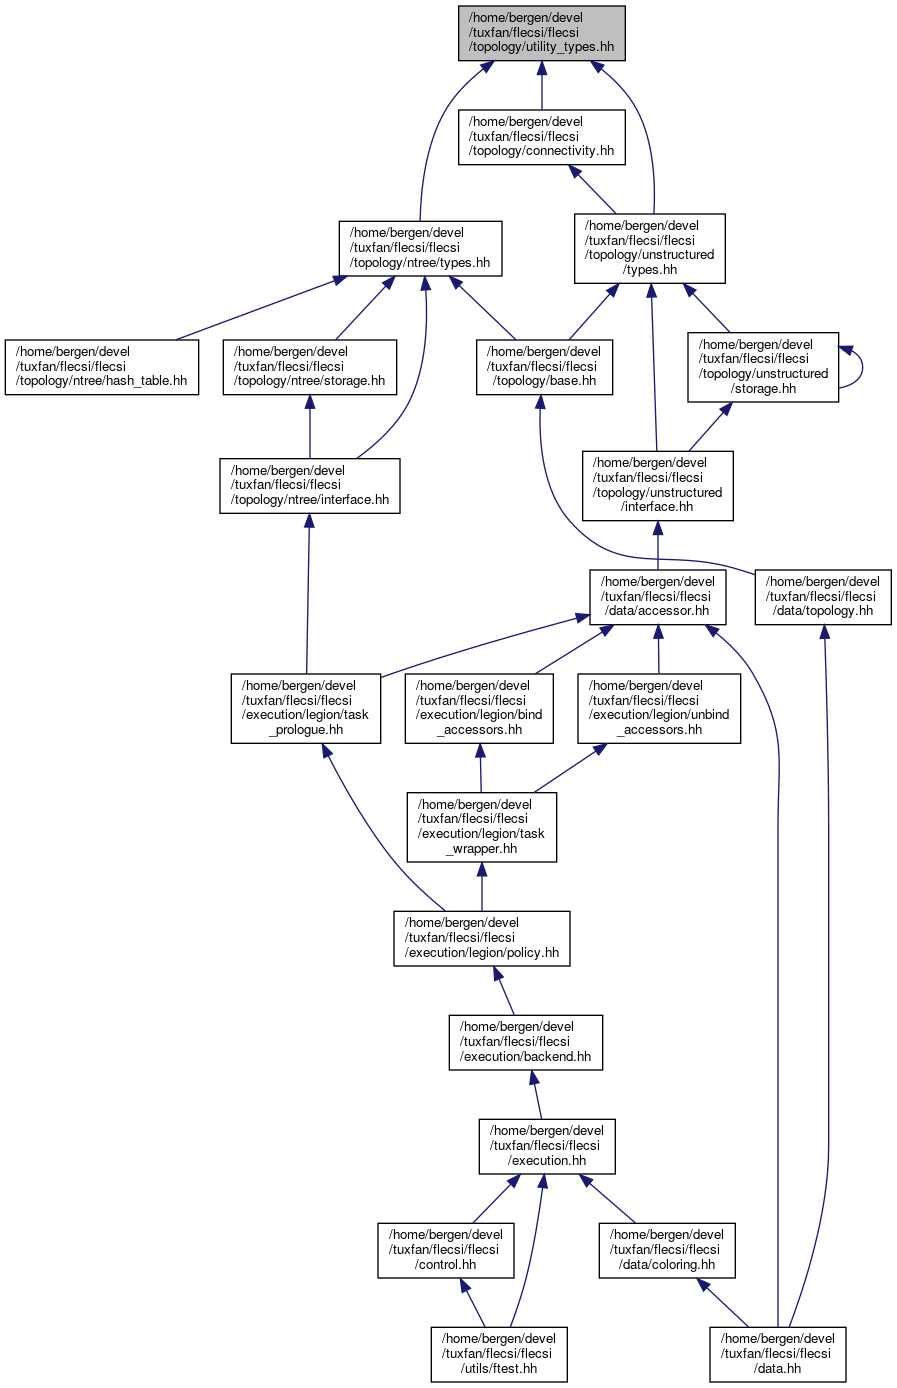 /home/bergen/devel
/tuxfan/flecsi/flecsi
/topology/utility_types.hh
/home/bergen/devel
/tuxfan/flecsi/flecsi
/topology/connectivity.hh
/home/bergen/devel
/tuxfan/flecsi/flecsi
/topology/ntree/types.hh
/home/bergen/devel
/tuxfan/flecsi/flecsi
/topology/unstructured
/types.hh
/home/bergen/devel
/tuxfan/flecsi/flecsi
/topology/ntree/hash_table.hh
/home/bergen/devel
/tuxfan/flecsi/flecsi
/topology/ntree/storage.hh
/home/bergen/devel
/tuxfan/flecsi/flecsi
/topology/base.hh
/home/bergen/devel
/tuxfan/flecsi/flecsi
/topology/unstructured
/storage.hh
/home/bergen/devel
/tuxfan/flecsi/flecsi
/topology/ntree/interface.hh
/home/bergen/devel
/tuxfan/flecsi/flecsi
/topology/unstructured
/interface.hh
/home/bergen/devel
/tuxfan/flecsi/flecsi
/data/accessor.hh
/home/bergen/devel
/tuxfan/flecsi/flecsi
/data/topology.hh
/home/bergen/devel
/tuxfan/flecsi/flecsi
/execution/legion/task
_prologue.hh
/home/bergen/devel
/tuxfan/flecsi/flecsi
/execution/legion/bind
_accessors.hh
/home/bergen/devel
/tuxfan/flecsi/flecsi
/execution/legion/unbind
_accessors.hh
/home/bergen/devel
/tuxfan/flecsi/flecsi
/execution/legion/task
_wrapper.hh
/home/bergen/devel
/tuxfan/flecsi/flecsi
/execution/legion/policy.hh
/home/bergen/devel
/tuxfan/flecsi/flecsi
/execution/backend.hh
/home/bergen/devel
/tuxfan/flecsi/flecsi
/execution.hh
/home/bergen/devel
/tuxfan/flecsi/flecsi
/control.hh
/home/bergen/devel
/tuxfan/flecsi/flecsi
/data/coloring.hh
/home/bergen/devel
/tuxfan/flecsi/flecsi
/utils/ftest.hh
/home/bergen/devel
/tuxfan/flecsi/flecsi
/data.hh